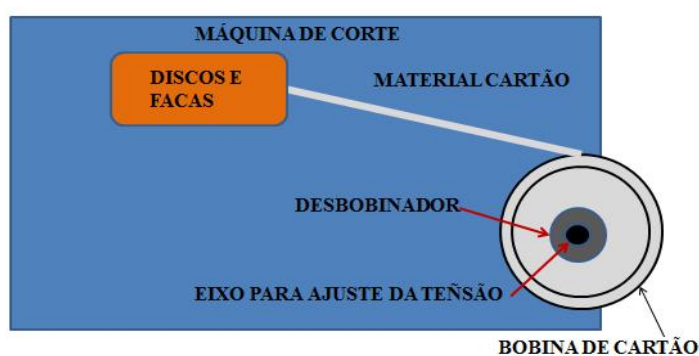 MÁQUINA DE CORTE
DISCOS E
FACAS
MATERIAL CARTÃO
DESBOBINADOR
EIXO PARA AJUSTE DA TEÑSÃO
BOBINA DE CARTÃO